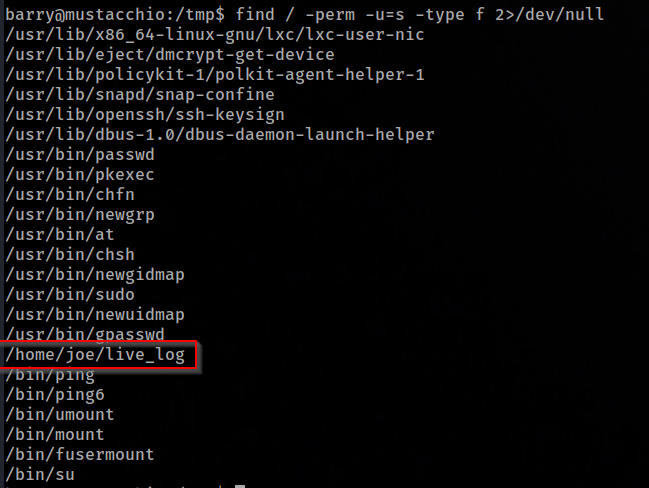 barry@mustacchio:/tmp$ find / -perm -u=s -type f 2>/dev/null
/usr/lib/x86_64-linux-gnu/lxc/lxc-user-nic
/usr/lib/eject/dmcrypt-get-device
/usr/lib/policykit-1/polkit-agent-helper-1
/usr/lib/snapd/snap-confine
/usr/lib/openssh/ssh-keysign
/usr/lib/dbus-1.0/dbus-daemon-launch-helper
/usr/bin/passwd
/usr/bin/pkexec
/usr/bin/chfn
/usr/bin/newgrp
/usr/bin/at
/usr/bin/chsh
/usr/bin/newgidmap
/usr/bin/sudo
/usr/bin/newuidmap
/usr/bin/gpasswd
/home/joe/live_log
/bin/ping
/bin/ping6
/bin/umount
/bin/mount
/bin/fusermount
/bin/su